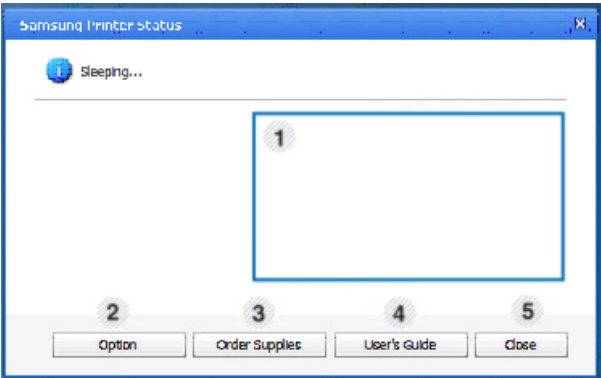 Samsung Printer Status
Sleeping...
1
2
3
4
5
Option
Order Supplies
User's Guide
Close